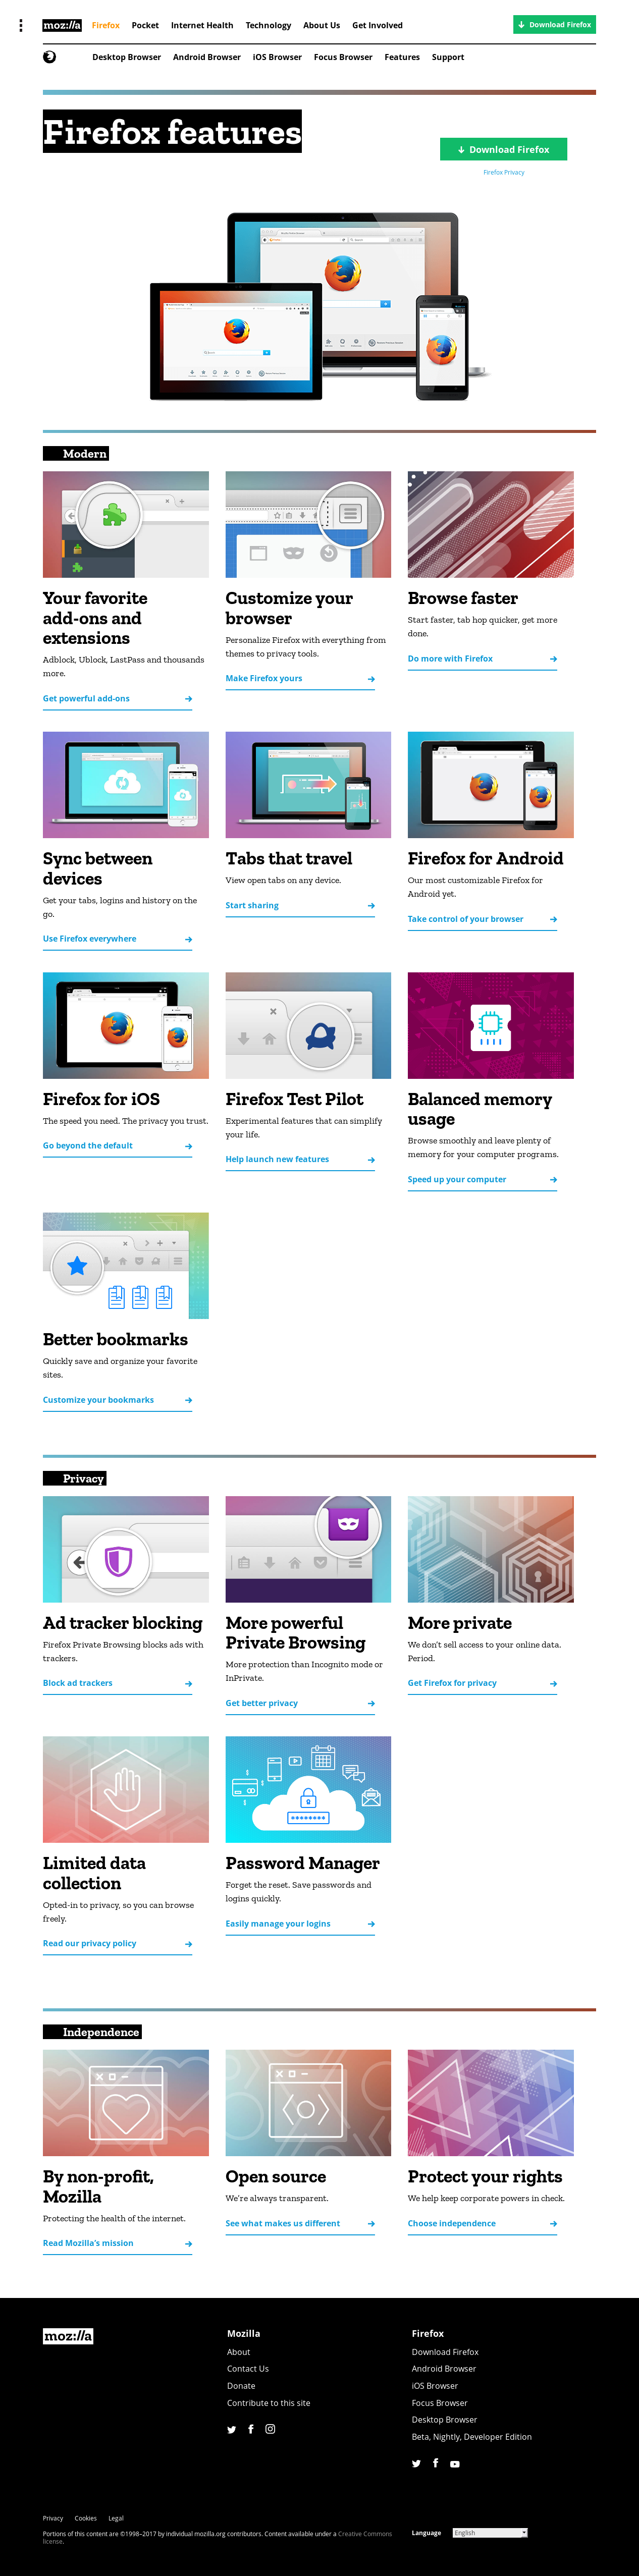 moz://a
Firefox
Pocket
Internet Health
Technology
About Us
Get Involved
Download Firefox
Desktop Browser
Android Browser
iOS Browser
Focus Browser
Features
Support
Firefox features
Download Firefox
Firefox Privacy
Modern
Your favorite
add-ons and
extensions
Adblock, Ublock, LastPass and thousands
more.
Get powerful add-ons
Customize your
browser
Personalize Firefox with everything from
themes to privacy tools.
Make Firefox yours
Browse faster
Start faster, tab hop quicker, get more
done.
Do more with Firefox
Sync between
devices
Get your tabs, logins and history on the
go.
Use Firefox everywhere
Tabs that travel
View open tabs on any device.
Start sharing
Firefox for Android
Our most customizable Firefox for
Android yet.
Take control of your browser
Firefox for iOS
The speed you need. The privacy you trust.
Go beyond the default
Firefox Test Pilot
Experimental features that can simplify
your life.
Help launch new features
Balanced memory
usage
Browse smoothly and leave plenty of
memory for your computer programs.
Speed up your computer
Better bookmarks
Quickly save and organize your favorite
sites.
Customize your bookmarks
Privacy
Ad tracker blocking
Firefox Private Browsing blocks ads with
trackers.
Block ad trackers
More powerful
Private Browsing
More protection than Incognito mode or
InPrivate.
Get better privacy
More private
We don't sell access to your online data.
Period.
Get Firefox for privacy
Limited data
collection
Opted-in to privacy, so you can browse
freely.
Read our privacy policy
Password Manager
Forget the reset. Save passwords and
logins quickly.
Easily manage your logins
Independence
By non-profit,
Mozilla
Protecting the health of the internet.
Read Mozilla's mission
Open source
We're always transparent.
See what makes us different
Protect your rights
We help keep corporate powers in check.
Choose independence
moz://a
Mozilla
About
Contact Us
Donate
Contribute to this site
Firefox
Download Firefox
Android Browser
iOS Browser
Focus Browser
Desktop Browser
Beta, Nightly, Developer Edition
Privacy
Cookies
Legal
Portions of this content are ©1998–2017 by individual mozilla.org contributors. Content available under a Creative Commons
license.
Language
English